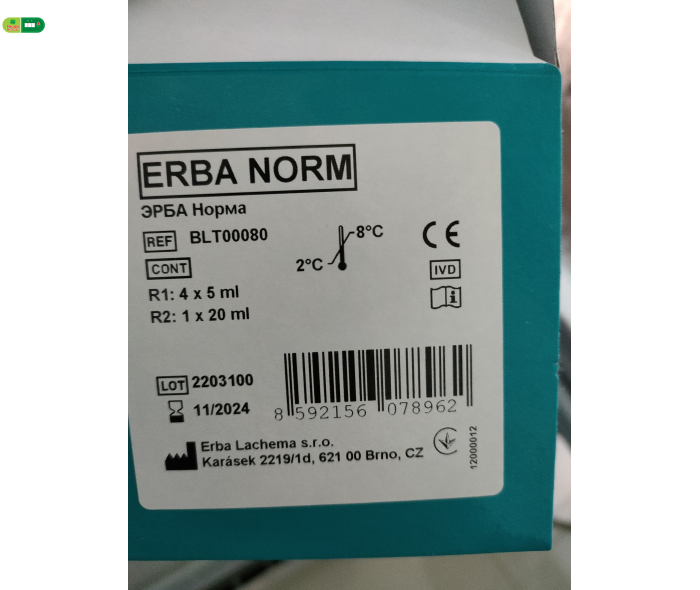 ERBA NORM
ЭРБА Норма
REF BLT00080
8°C
2°C
CE
CONT
IVD
R1: 4 x 5 ml
R2: 1 x 20 ml
LOT 2203100
11/2024
8 592156 078962
Erba Lachema s.r.o.
Karásek 2219/1d, 621 00 Brno, CZ
12000012